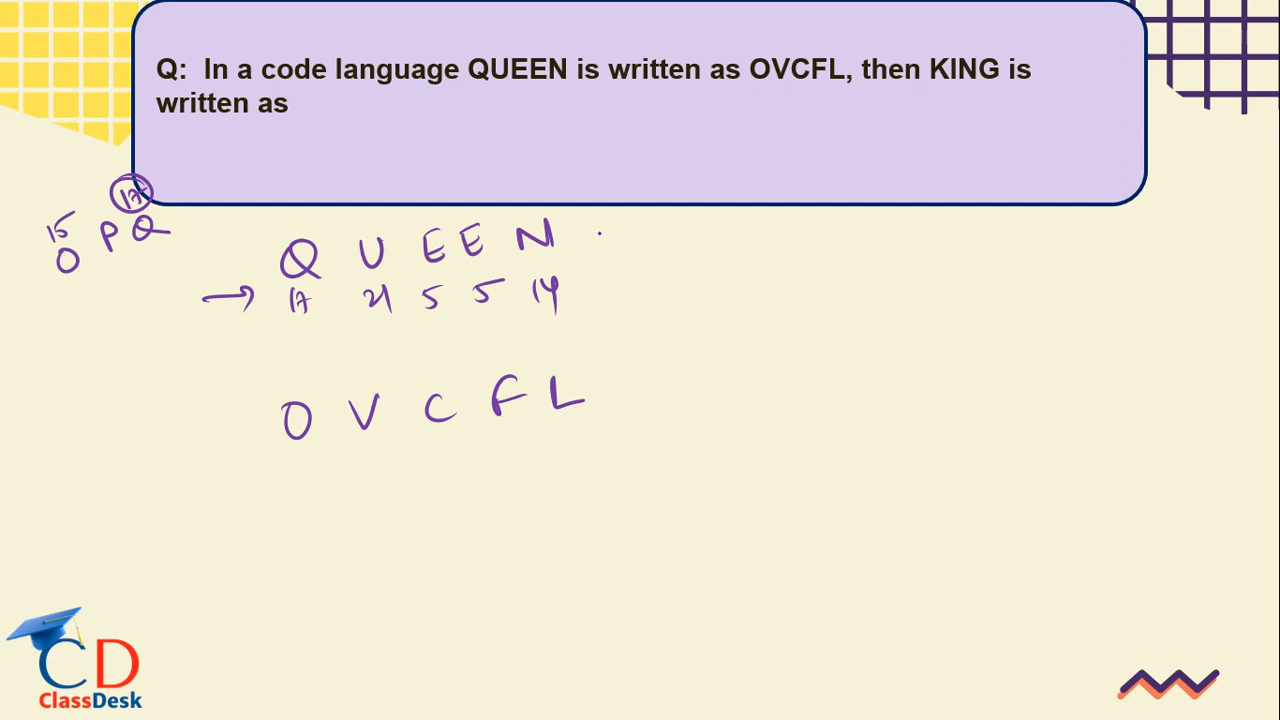 Q: In a code language QUEEN is written as OVCFL, then KING is
written as
17
15 P Q
O
Q U E E N
17 21 5 5 14
O V C F L
CD
ClassDesk